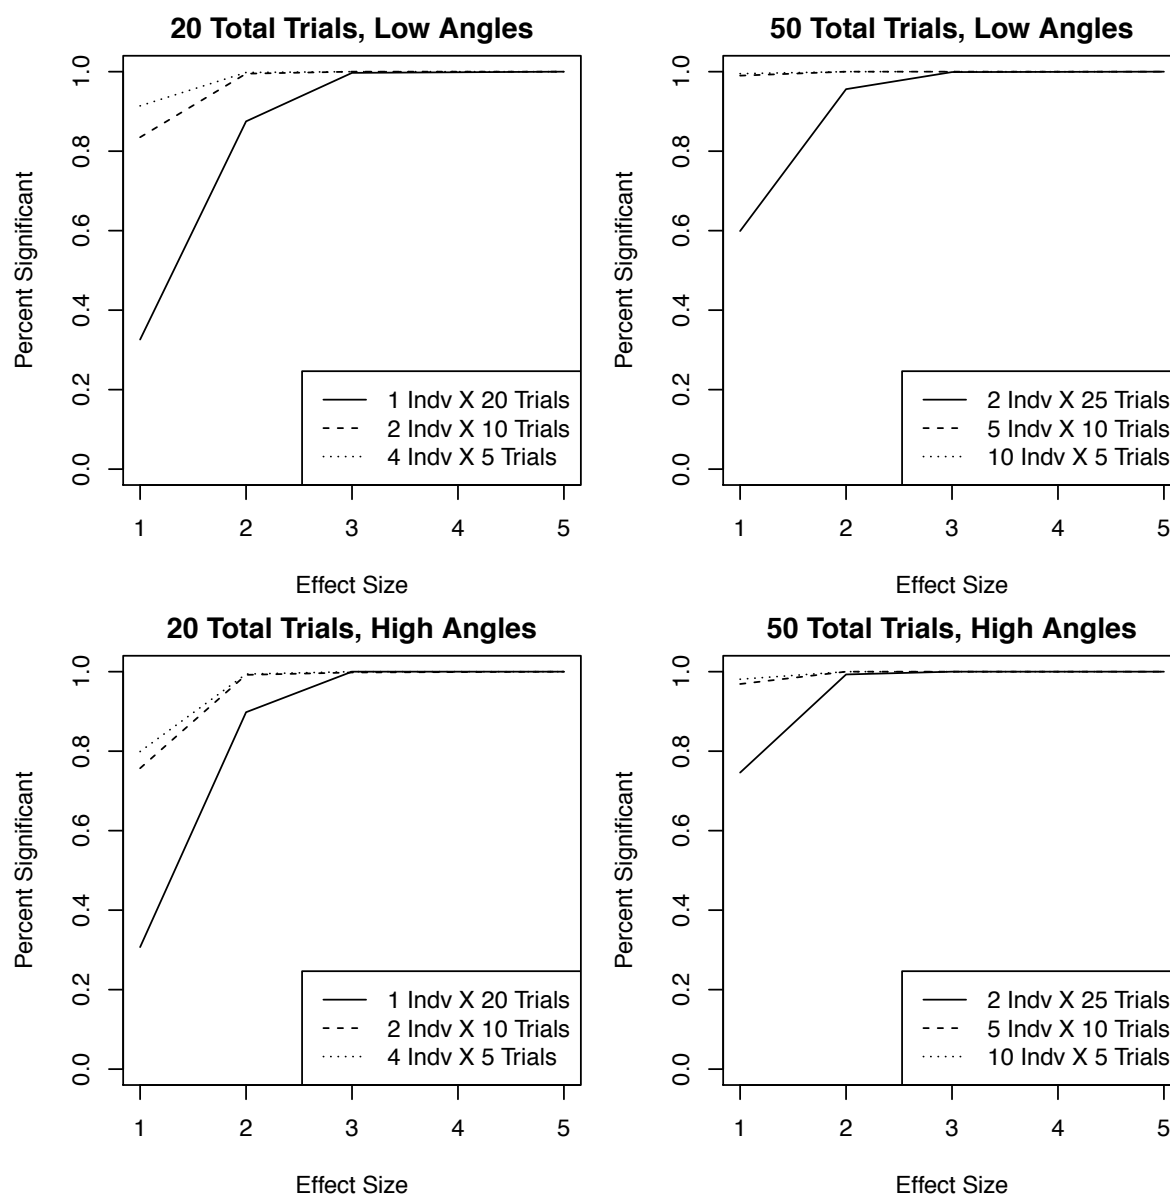 20 Total Trials, Low Angles
Percent Significant
1.0
0.8
0.6
0.4
0.2
0.0
1 Indv X 20 Trials
2 Indv X 10 Trials
4 Indv X 5 Trials
1 2 3 4 5
Effect Size
50 Total Trials, Low Angles
Percent Significant
1.0
0.8
0.6
0.4
0.2
0.0
2 Indv X 25 Trials
5 Indv X 10 Trials
10 Indv X 5 Trials
1 2 3 4 5
Effect Size
20 Total Trials, High Angles
Percent Significant
1.0
0.8
0.6
0.4
0.2
0.0
1 Indv X 20 Trials
2 Indv X 10 Trials
4 Indv X 5 Trials
1 2 3 4 5
Effect Size
50 Total Trials, High Angles
Percent Significant
1.0
0.8
0.6
0.4
0.2
0.0
2 Indv X 25 Trials
5 Indv X 10 Trials
10 Indv X 5 Trials
1 2 3 4 5
Effect Size